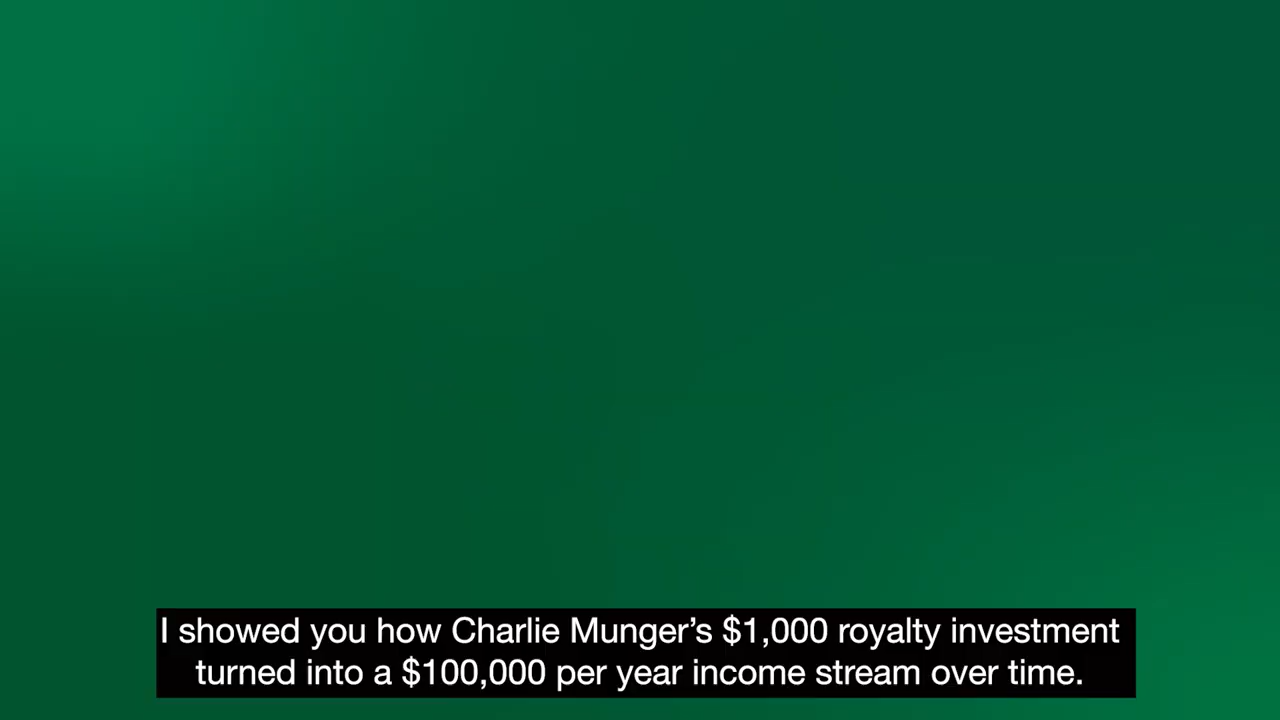 I showed you how Charlie Munger’s $1,000 royalty investment
turned into a $100,000 per year income stream over time.